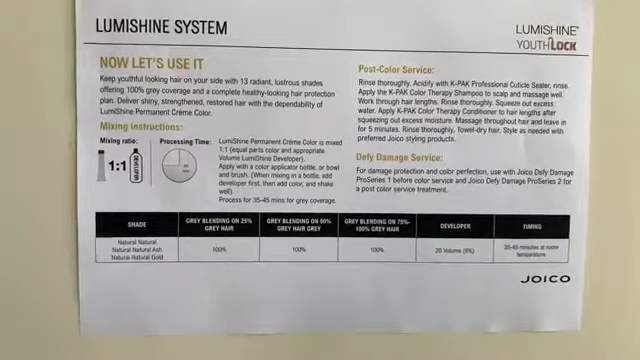 LUMISHINE SYSTEM
LUMISHINE
YOUTHLOCK
NOW LET'S USE IT
Keep youthful looking hair on your side with 13 radiant, lustrous shades
offering 100% grey coverage and a complete healthy-looking hair protection
plan. Deliver shiny, strengthened, restored hair with the dependability of
LumiShine Permanent Crème Color.
Mixing instructions:
Mixing ratio:
1:1
DEVELOPER
Processing Time:
LumiShine Permanent Crème Color is mixed
1:1 (equal parts color and appropriate
Volume LumiShine Developer).
Apply with a color applicator bottle, or bowl
and brush. (When mixing in a bottle, add
developer first, then add color, and shake
well).
Process for 35-45 mins for grey coverage.
Post-Color Service:
Rinse thoroughly. Acidify with K-PAK Professional Cuticle Sealer, rinse.
Apply the K-PAK Color Therapy Shampoo to scalp and massage well.
Work through hair lengths. Rinse thoroughly. Squeeze out excess
water. Apply K-PAK Color Therapy Conditioner to hair lengths after
squeezing out excess moisture. Massage throughout hair and leave in
for 5 minutes. Rinse thoroughly. Towel-dry hair. Style as needed with
preferred Joico styling products.
Defy Damage Service:
For damage protection and color perfection, use with Joico Defy Damage
ProSeries 1 before color service and Joico Defy Damage ProSeries 2 for
a post color service treatment.
SHADE
GREY BLENDING ON 25%
GREY HAIR
GREY BLENDING ON 50%
GREY HAIR GREY
GREY BLENDING ON 75%-
100% GREY HAIR
DEVELOPER
TIMING
Natural Natural
Natural Natural Ash
Natural Natural Gold
100%
100%
100%
20 Volume (6%)
35-45 minutes at room
temperature
JOICO